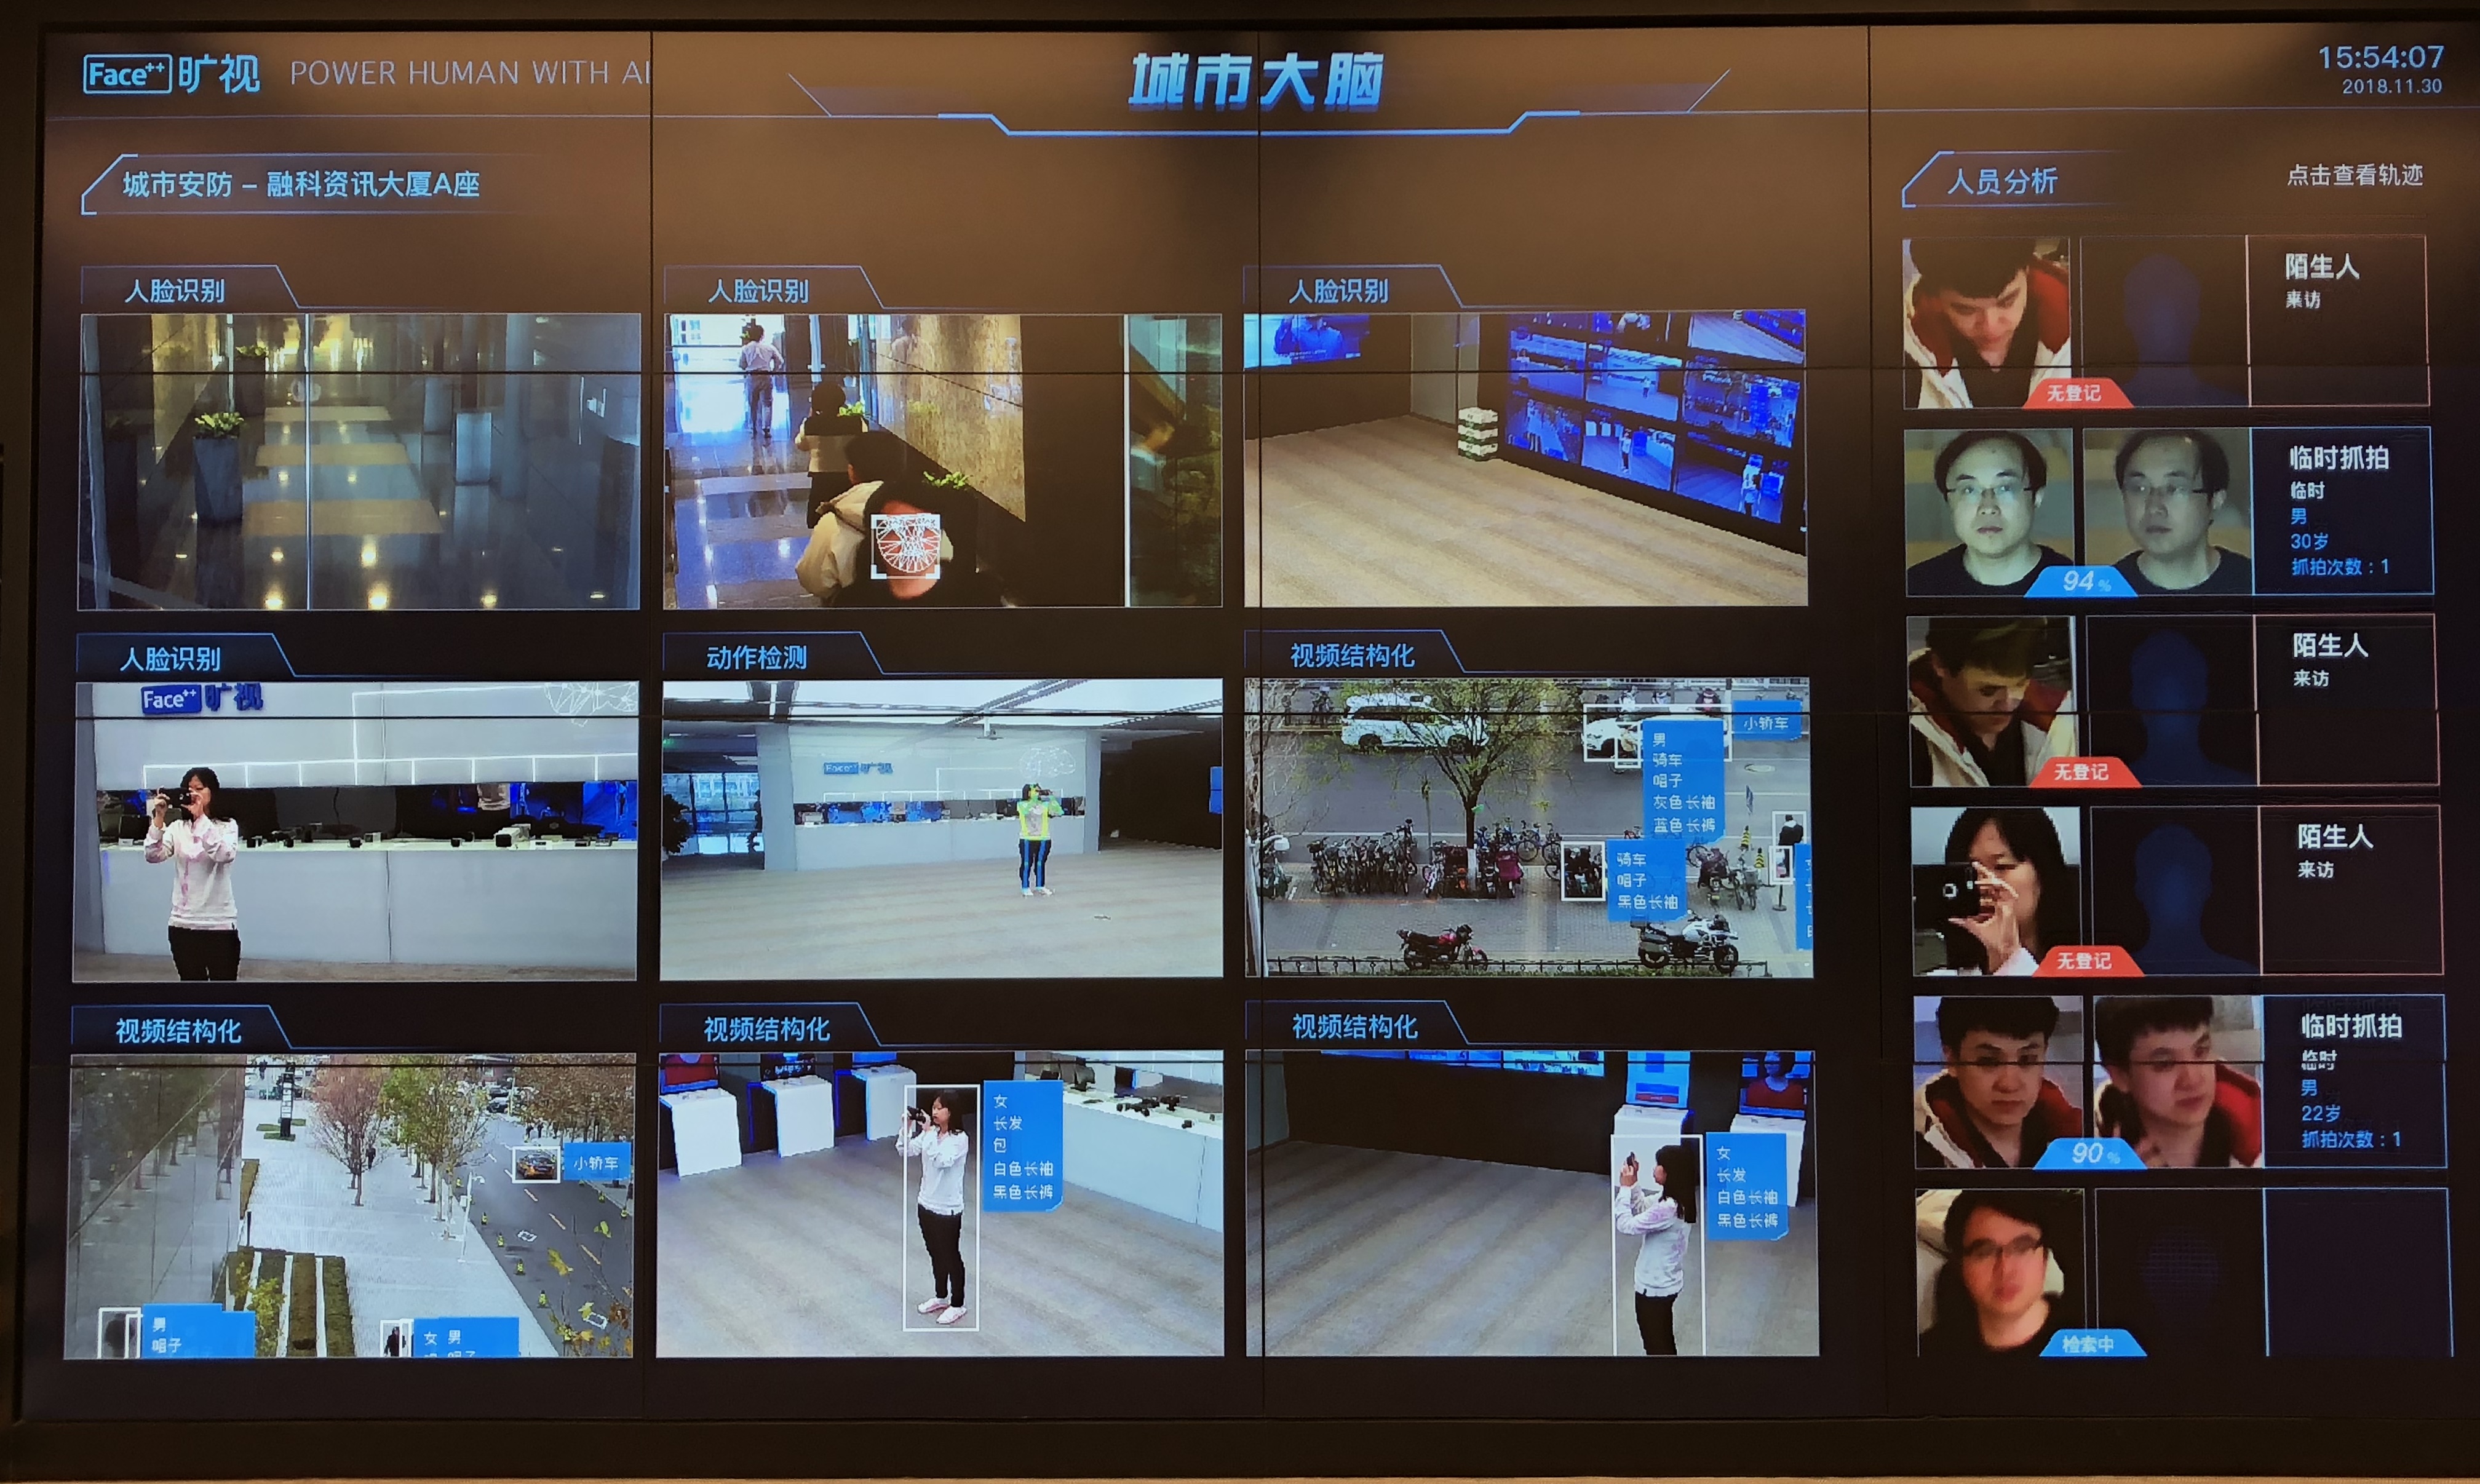 Face++ 旷视 POWER HUMAN WITH AI
城市大脑
15:54:07
2018.11.30
城市安防 – 融科资讯大厦A座
人脸识别
人脸识别
人脸识别
人脸识别
Face++ 旷视
动作检测
Face++ 旷视
视频结构化
小轿车
男
骑车
唱子
灰色长袖
蓝色长裤
骑车
唱子
黑色长袖
视频结构化
小轿车
男
唱子
女 男
视频结构化
女
长发
包
白色长袖
黑色长裤
视频结构化
女
长发
白色长袖
黑色长裤
人员分析
点击查看轨迹
陌生人
来访
无登记
临时抓拍
临时
男
30岁
抓拍次数：1
94%
陌生人
来访
无登记
陌生人
来访
无登记
临时抓拍
临时
男
22岁
抓拍次数：1
90%
检索中